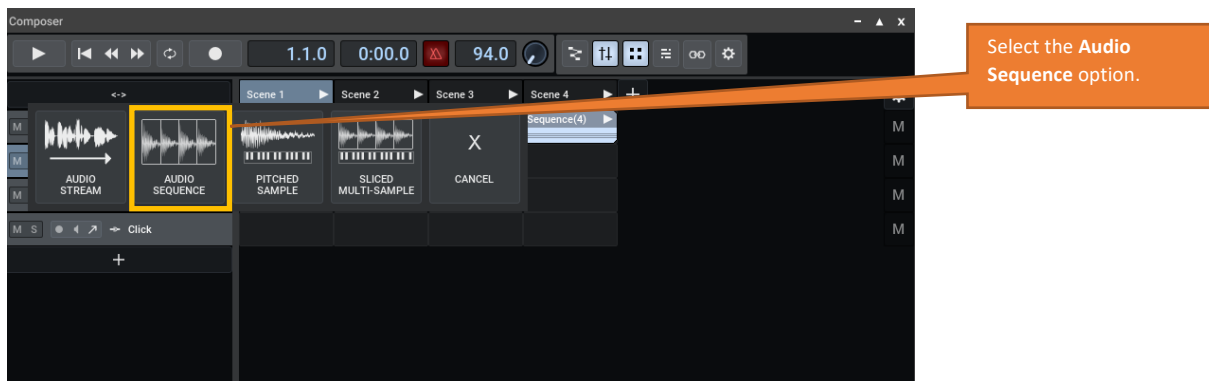 Composer
- ▲ x
1.1.0 0:00.0 94.0
Select the Audio
Sequence option.
<->
Scene 1 Scene 2 Scene 3 Scene 4 +
M
M
M
AUDIO
STREAM
AUDIO
SEQUENCE
PITCHED
SAMPLE
SLICED
MULTI-SAMPLE
X
CANCEL
Sequence(4)
M
M
M
M S Click
M
+